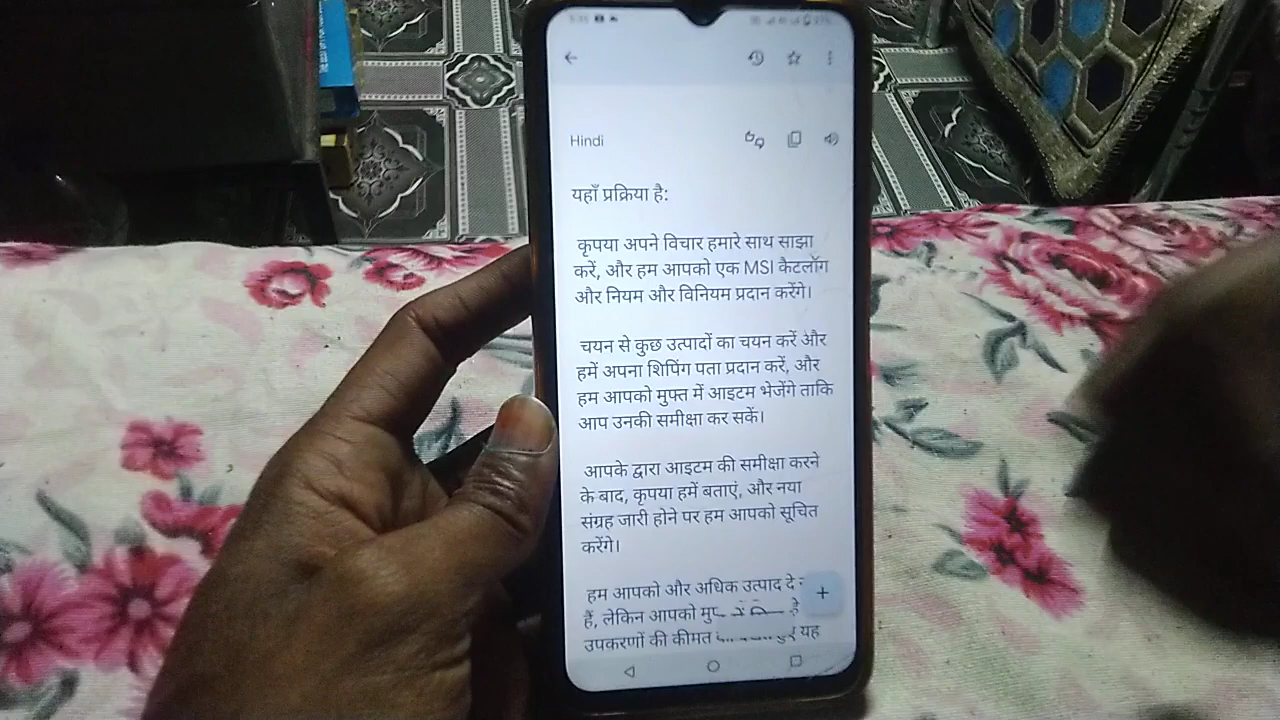 Hindi
यहाँ प्रक्रिया है:
कृपया अपने विचार हमारे साथ साझा
करें, और हम आपको एक MSI कैटलॉग
और नियम और विनियम प्रदान करेंगे।
चयन से कुछ उत्पादों का चयन करें और
हमें अपना शिपिंग पता प्रदान करें, और
हम आपको मुफ्त में आइटम भेजेंगे ताकि
आप उनकी समीक्षा कर सकें।
आपके द्वारा आइटम की समीक्षा करने
के बाद, कृपया हमें बताएं, और नया
संग्रह जारी होने पर हम आपको सूचित
करेंगे।
हम आपको और अधिक उत्पाद दे
हैं, लेकिन आपको
उपकरणों की कीमत यह